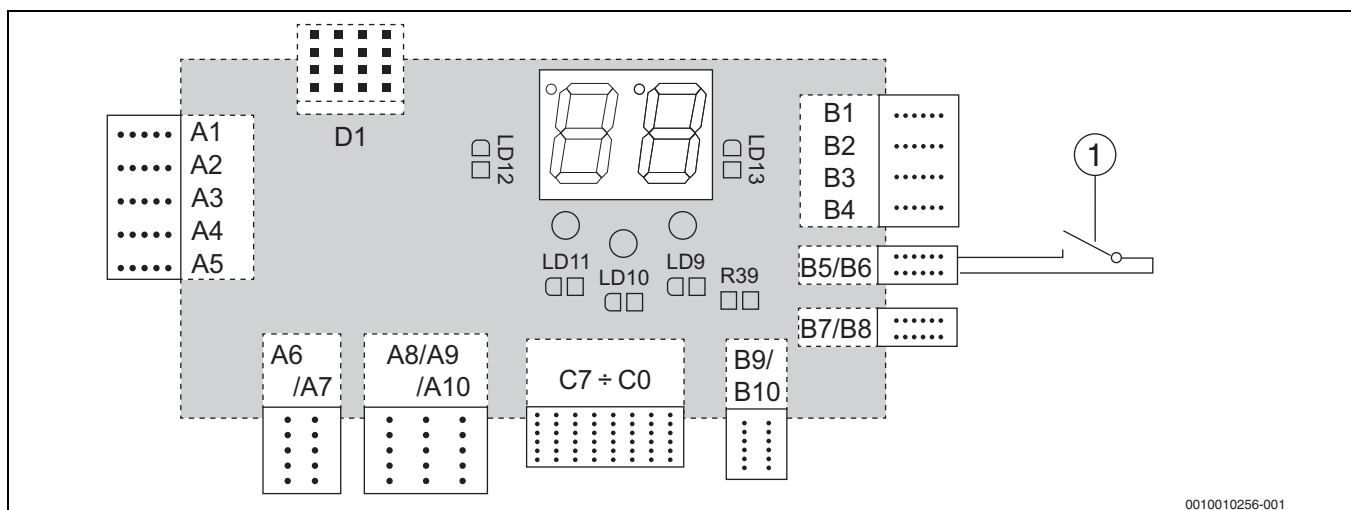 D1
A1
A2
A3
A4
A5
LD12
LD13
LD11
LD10
LD9
R39
B1
B2
B3
B4
B5/B6
B7/B8
1
A6
/A7
A8/A9
/A10
C7 ÷ C0
B9/
B10
0010010256-001